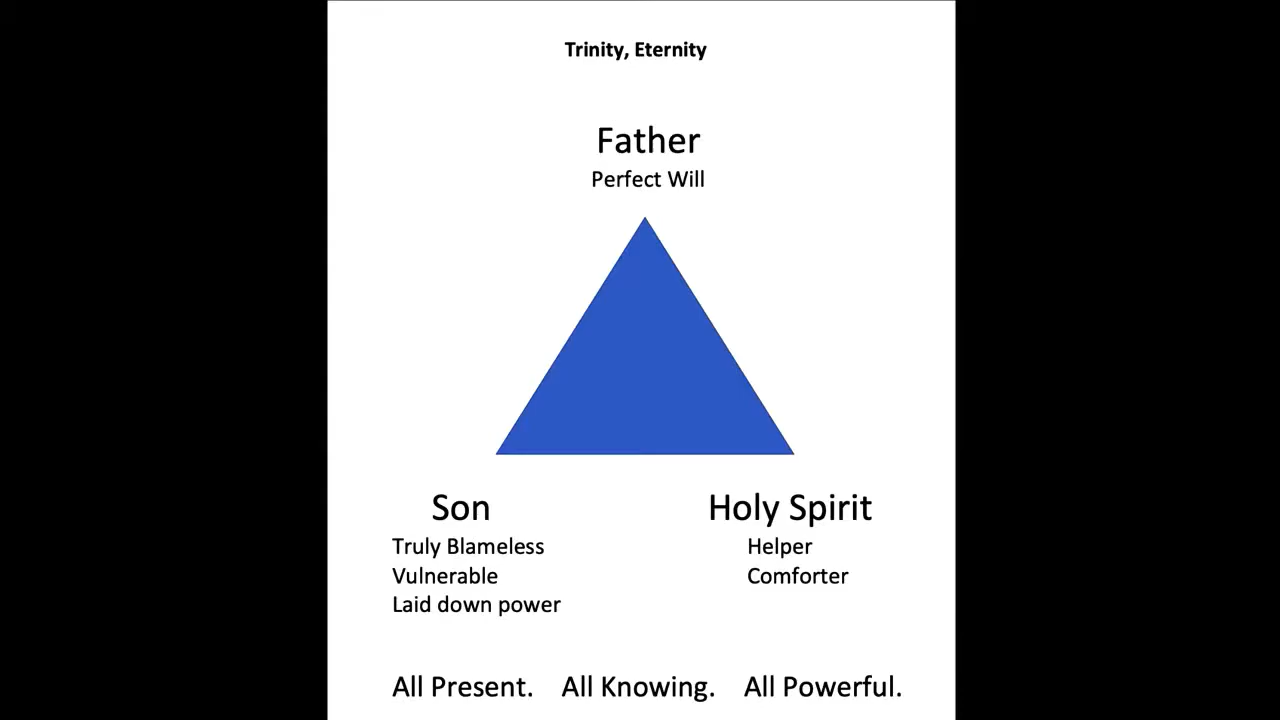 Trinity, Eternity
Father
Perfect Will
Son
Truly Blameless
Vulnerable
Laid down power
Holy Spirit
Helper
Comforter
All Present. All Knowing. All Powerful.